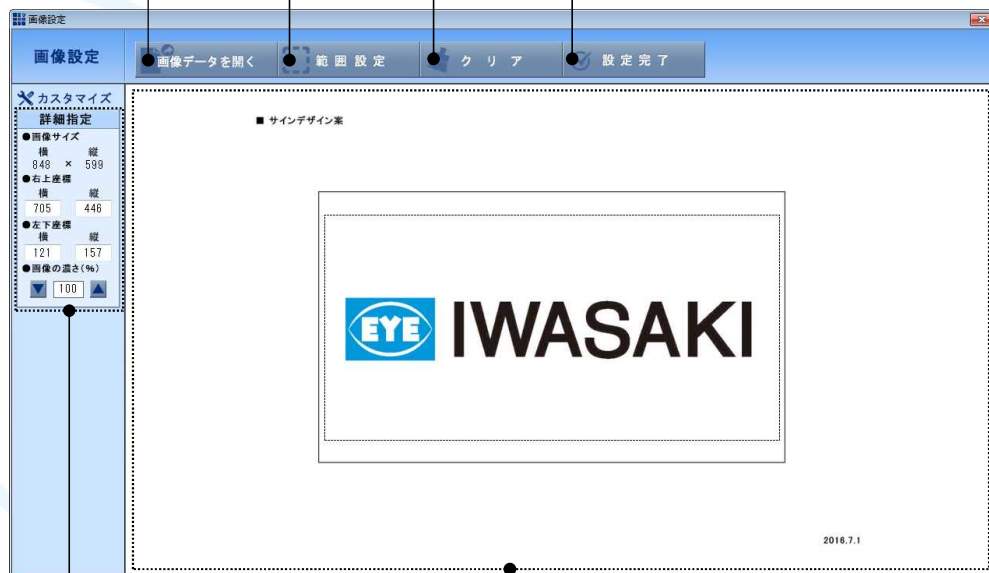 画像設定
画像設定
画像データを開く
範囲設定
クリア
設定完了
カスタマイズ
詳細指定
●画像サイズ
横 縦
848 × 599
●右上座標
横 縦
705 446
●左下座標
横 縦
121 157
●画像の濃さ(%)
▼ 100 ▲
■ サインデザイン案
EYE IWASAKI
2016.7.1